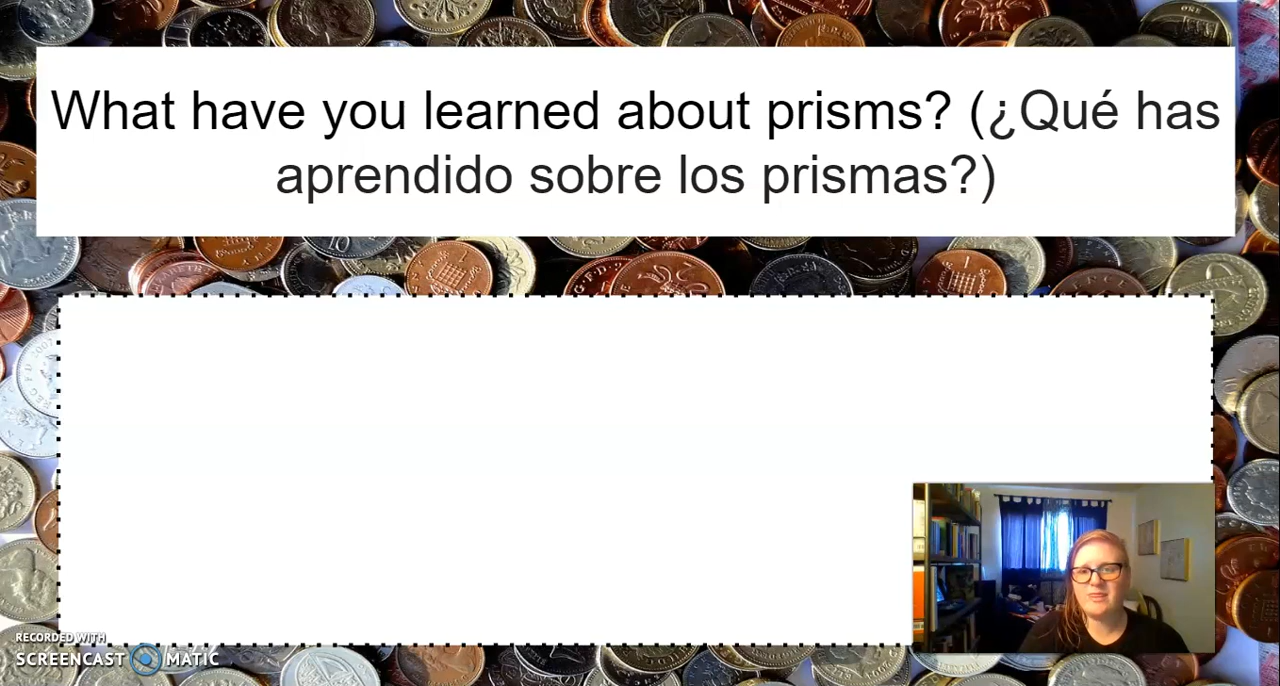 What have you learned about prisms? (¿Qué has
aprendido sobre los prismas?)
RECORDED WITH
SCREENCAST MATIC